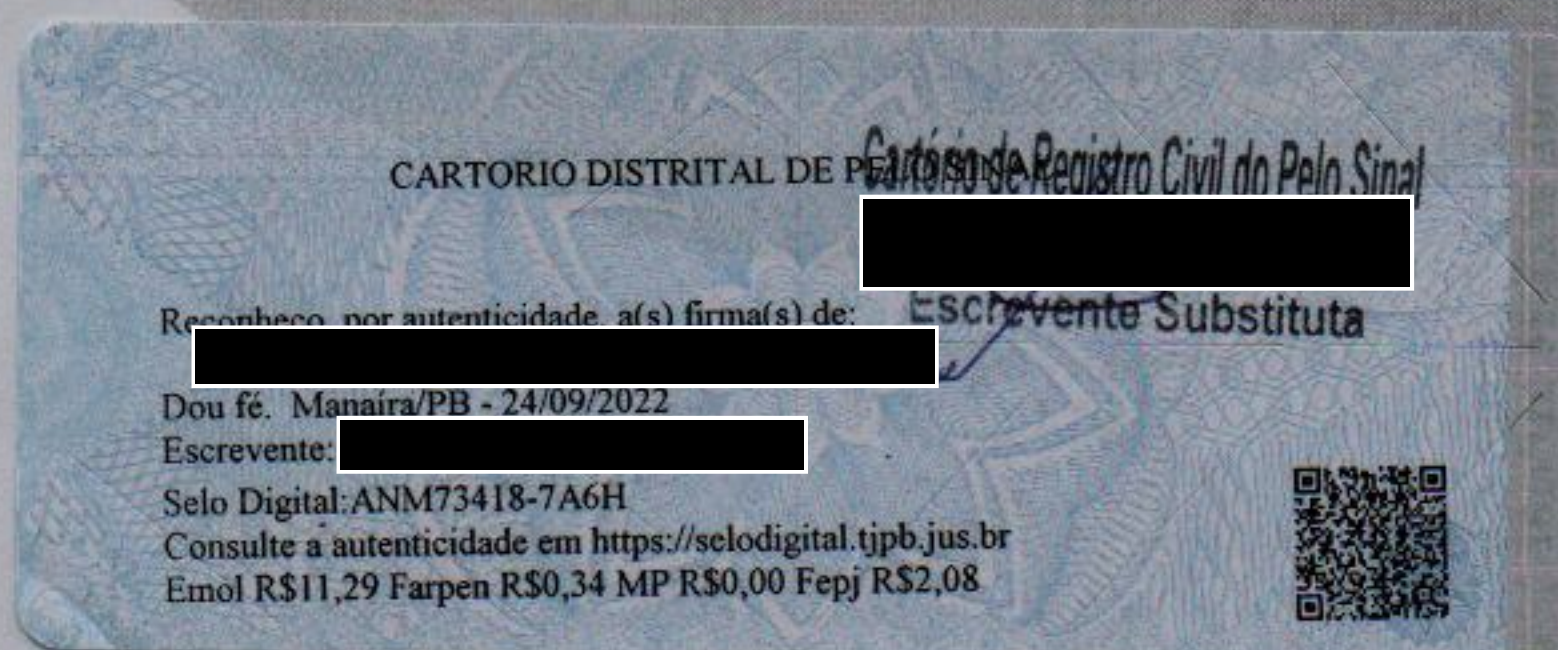 Cartório de Registro Civil do Pelo Sinal
CARTORIO DISTRITAL DE
Escrevente Substituta
Reconheço, por autenticidade, a(s) firma(s) de:
Dou fé. Manaíra/PB - 24/09/2022
Escrevente:
Selo Digital:ANM73418-7A6H
Consulte a autenticidade em https://selodigital.tjpb.jus.br
Emol R$11,29 Farpen R$0,34 MP R$0,00 Fepj R$2,08